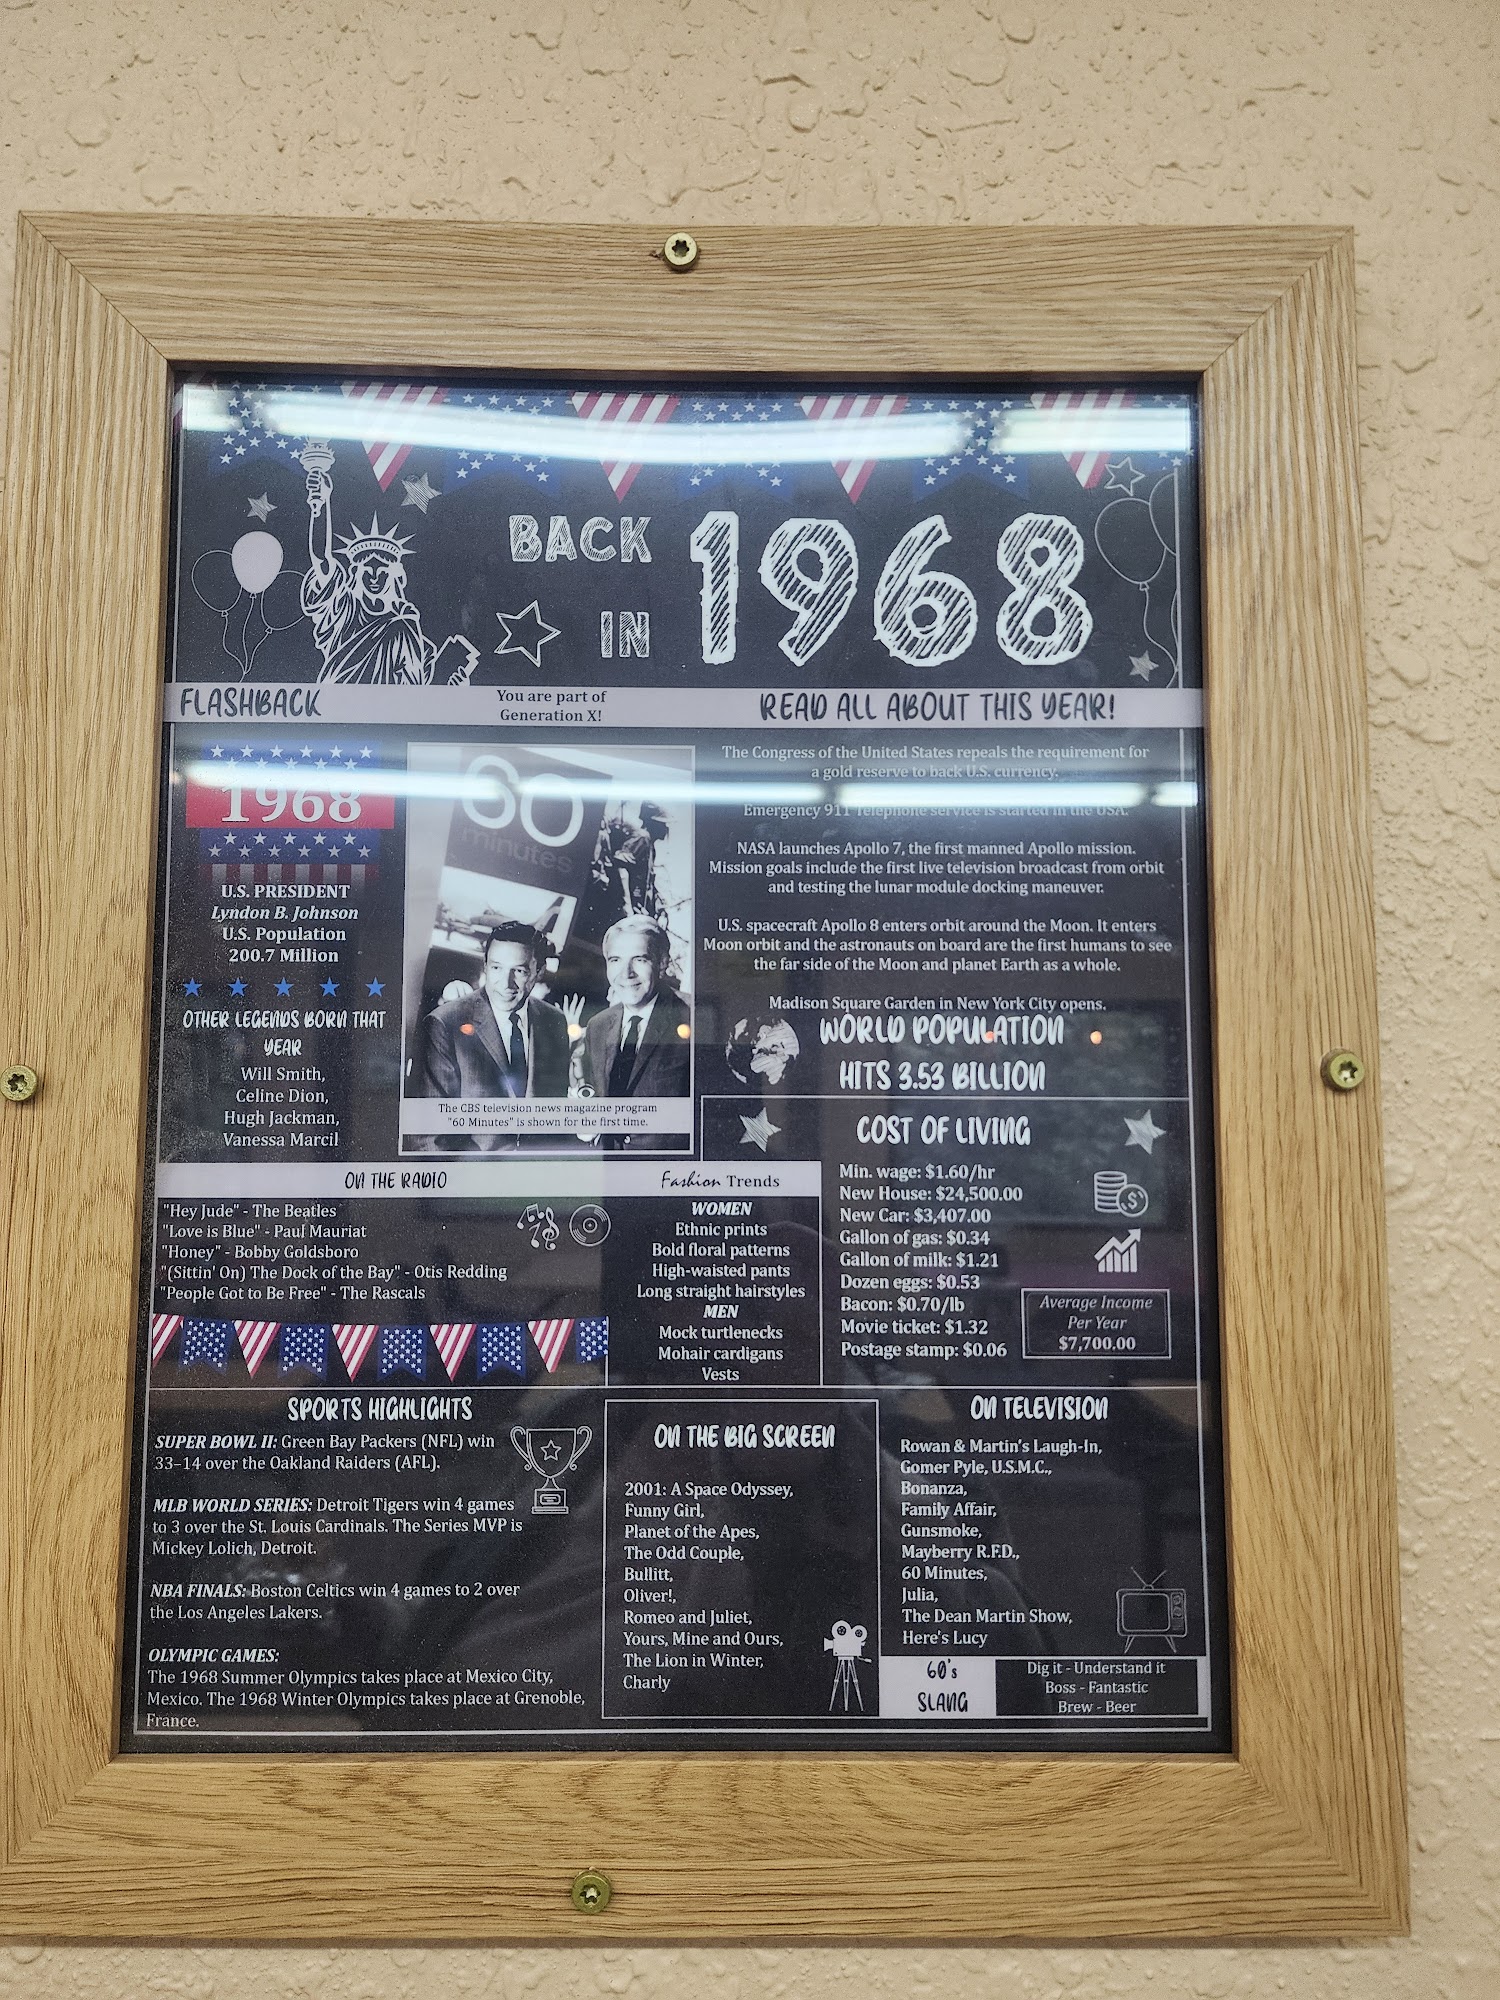 BACK
IN
1968
FLASHBACK
You are part of
Generation X!
READ ALL ABOUT THIS YEAR!
1968
U.S. PRESIDENT
Lyndon B. Johnson
U.S. Population
200.7 Million
OTHER LEGENDS BORN THAT
YEAR
Will Smith,
Celine Dion,
Hugh Jackman,
Vanessa Marcil
60
minutes
The CBS television news magazine program
"60 Minutes" is shown for the first time.
The Congress of the United States repeals the requirement for
a gold reserve to back U.S. currency.
Emergency 911 Telephone service is started in the USA.
NASA launches Apollo 7, the first manned Apollo mission.
Mission goals include the first live television broadcast from orbit
and testing the lunar module docking maneuver.
U.S. spacecraft Apollo 8 enters orbit around the Moon. It enters
Moon orbit and the astronauts on board are the first humans to see
the far side of the Moon and planet Earth as a whole.
Madison Square Garden in New York City opens.
WORLD POPULATION
HITS 3.53 BILLION
ON THE RADIO
"Hey Jude" - The Beatles
"Love is Blue" - Paul Mauriat
"Honey" - Bobby Goldsboro
"(Sittin' On) The Dock of the Bay" - Otis Redding
"People Got to Be Free" - The Rascals
Fashion Trends
WOMEN
Ethnic prints
Bold floral patterns
High-waisted pants
Long straight hairstyles
MEN
Mock turtlenecks
Mohair cardigans
Vests
COST OF LIVING
Min. wage: $1.60/hr
New House: $24,500.00
New Car: $3,407.00
Gallon of gas: $0.34
Gallon of milk: $1.21
Dozen eggs: $0.53
Bacon: $0.70/lb
Movie ticket: $1.32
Postage stamp: $0.06
Average Income
Per Year
$7,700.00
SPORTS HIGHLIGHTS
SUPER BOWL II: Green Bay Packers (NFL) win
33–14 over the Oakland Raiders (AFL).
MLB WORLD SERIES: Detroit Tigers win 4 games
to 3 over the St. Louis Cardinals. The Series MVP is
Mickey Lolich, Detroit.
NBA FINALS: Boston Celtics win 4 games to 2 over
the Los Angeles Lakers.
OLYMPIC GAMES:
The 1968 Summer Olympics takes place at Mexico City,
Mexico. The 1968 Winter Olympics takes place at Grenoble,
France.
ON THE BIG SCREEN
2001: A Space Odyssey,
Funny Girl,
Planet of the Apes,
The Odd Couple,
Bullitt,
Oliver!,
Romeo and Juliet,
Yours, Mine and Ours,
The Lion in Winter,
Charly
ON TELEVISION
Rowan & Martin's Laugh-In,
Gomer Pyle, U.S.M.C.,
Bonanza,
Family Affair,
Gunsmoke,
Mayberry R.F.D.,
60 Minutes,
Julia,
The Dean Martin Show,
Here's Lucy
60's
SLANG
Dig it - Understand it
Boss - Fantastic
Brew - Beer